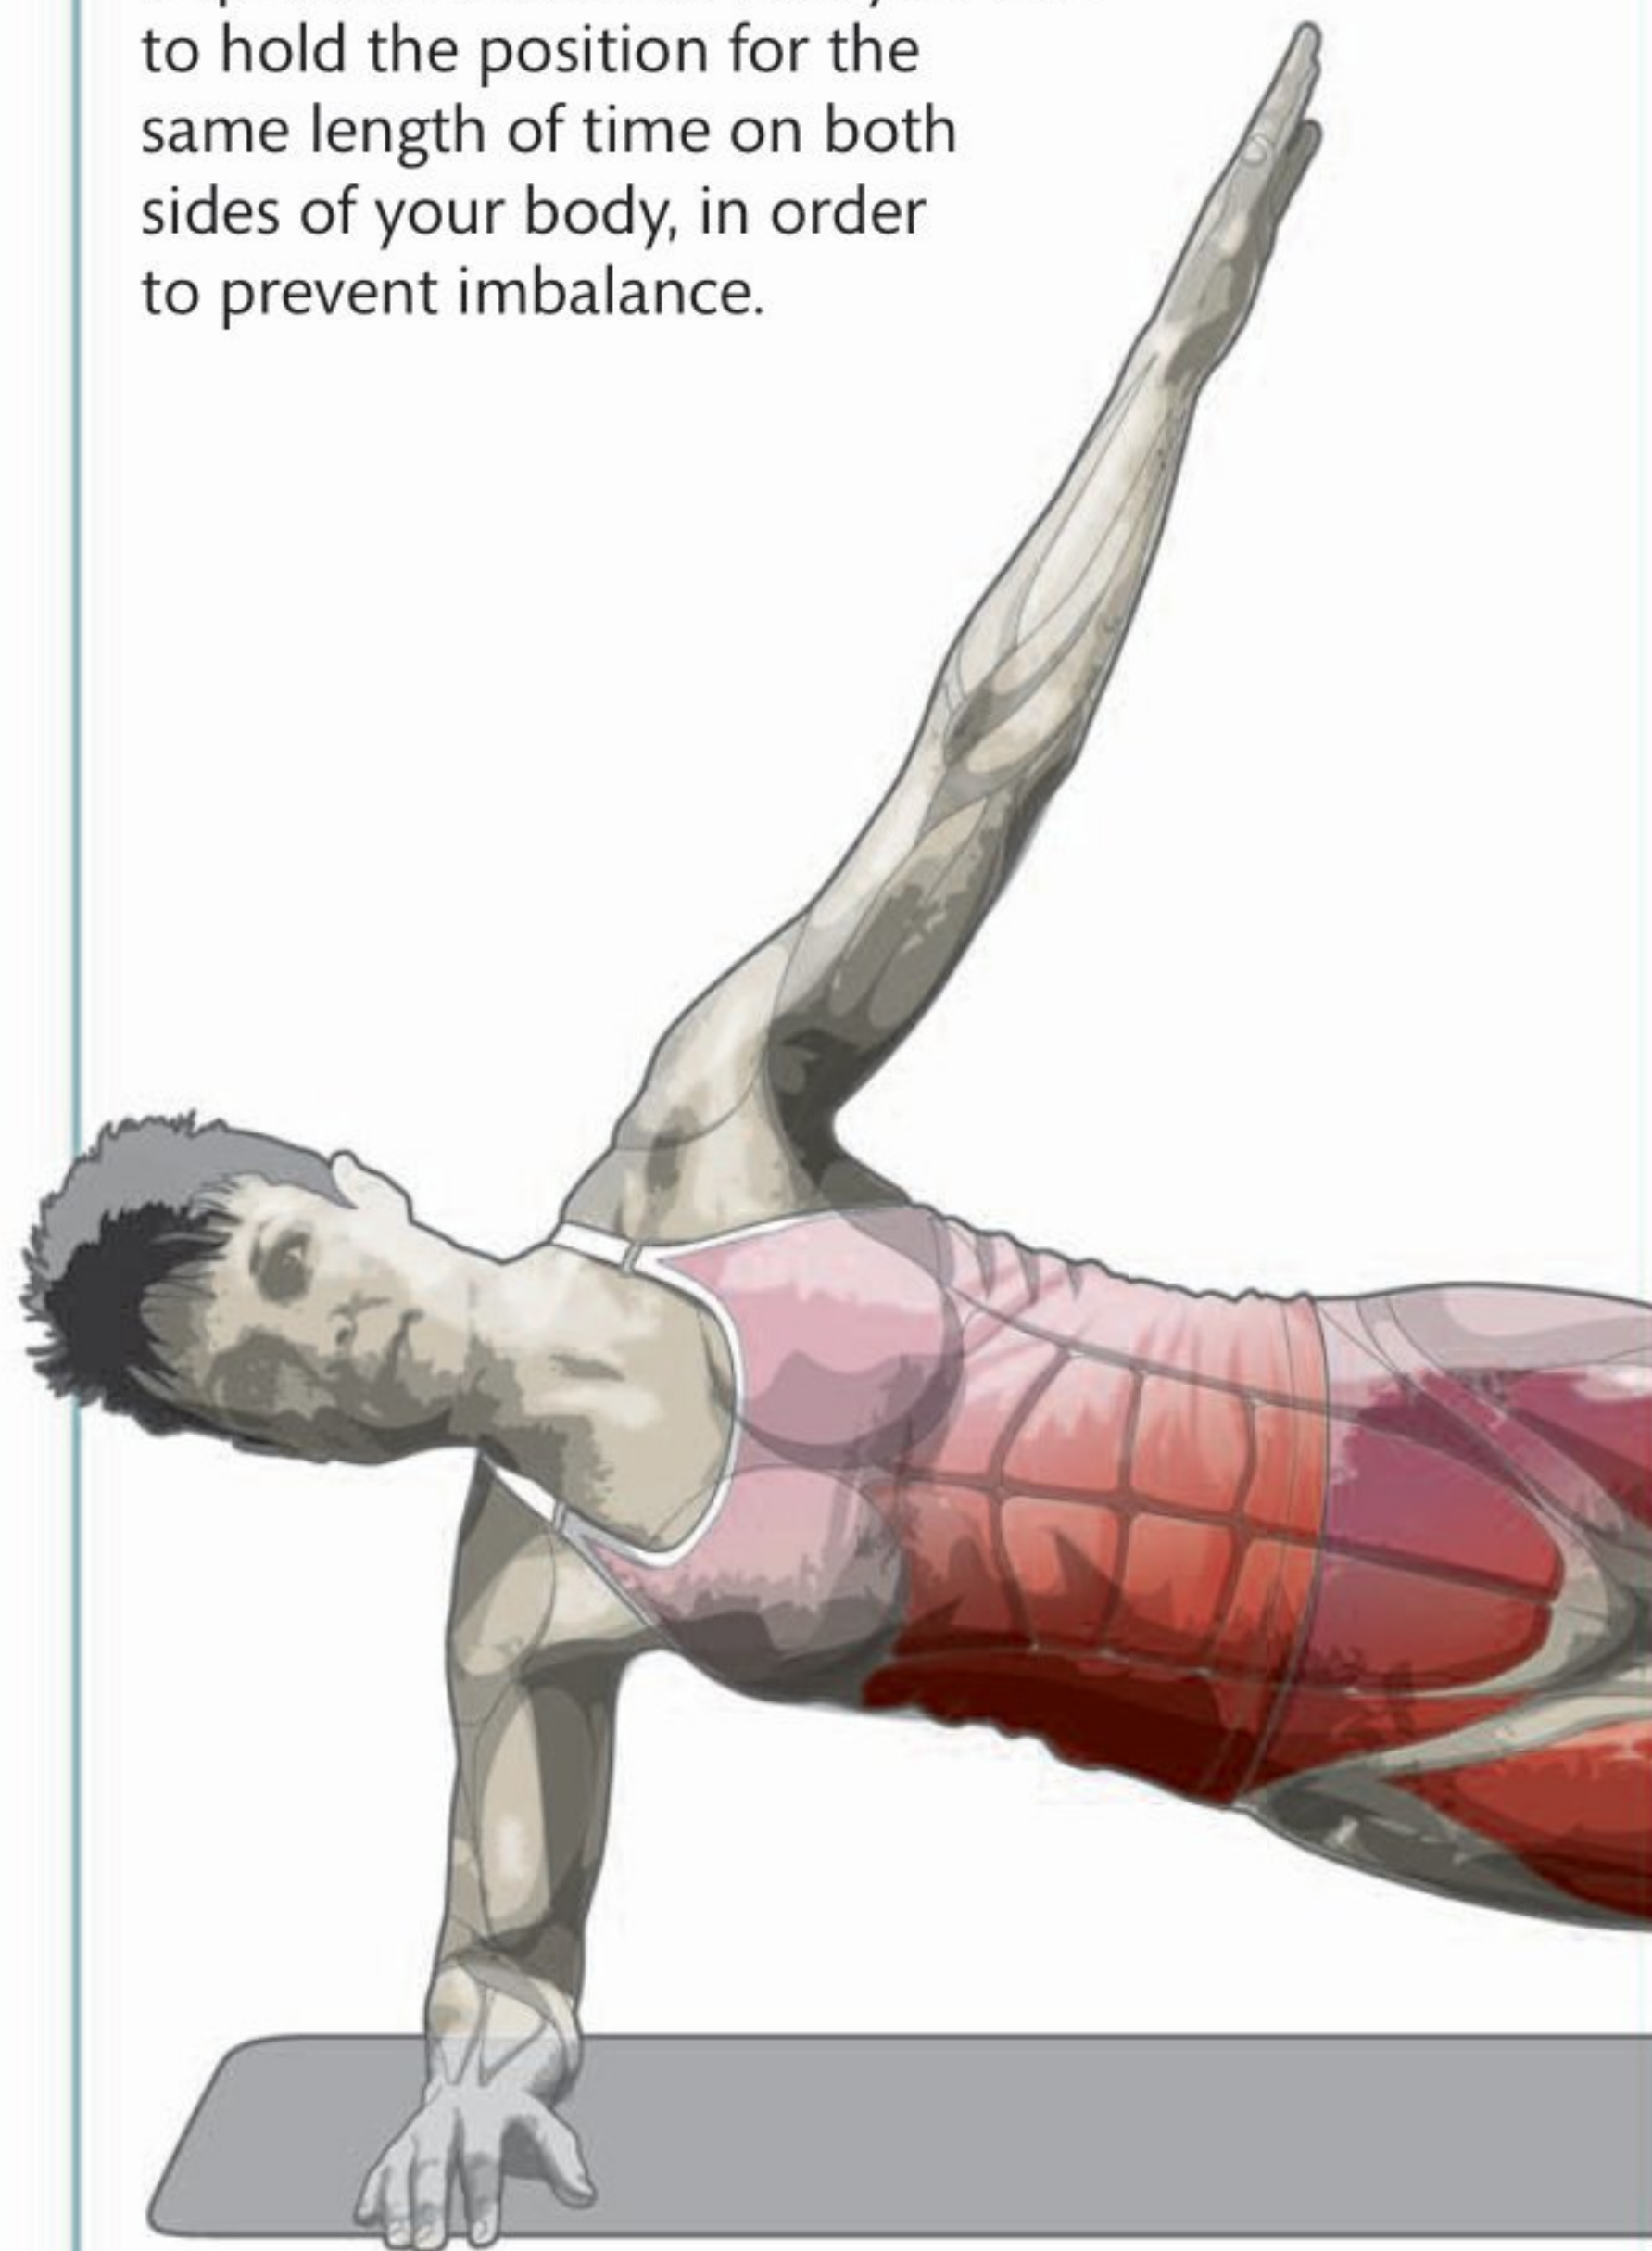 to hold the position for the
same length of time on both
sides of your body, in order
to prevent imbalance.